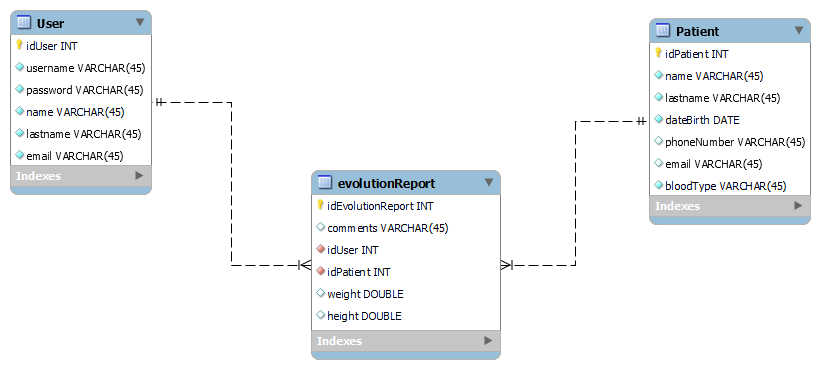 User
idUser INT
username VARCHAR(45)
password VARCHAR(45)
name VARCHAR(45)
lastname VARCHAR(45)
email VARCHAR(45)
Indexes
evolutionReport
idEvolutionReport INT
comments VARCHAR(45)
idUser INT
idPatient INT
weight DOUBLE
height DOUBLE
Indexes
Patient
idPatient INT
name VARCHAR(45)
lastname VARCHAR(45)
dateBirth DATE
phoneNumber VARCHAR(45)
email VARCHAR(45)
bloodType VARCHAR(45)
Indexes